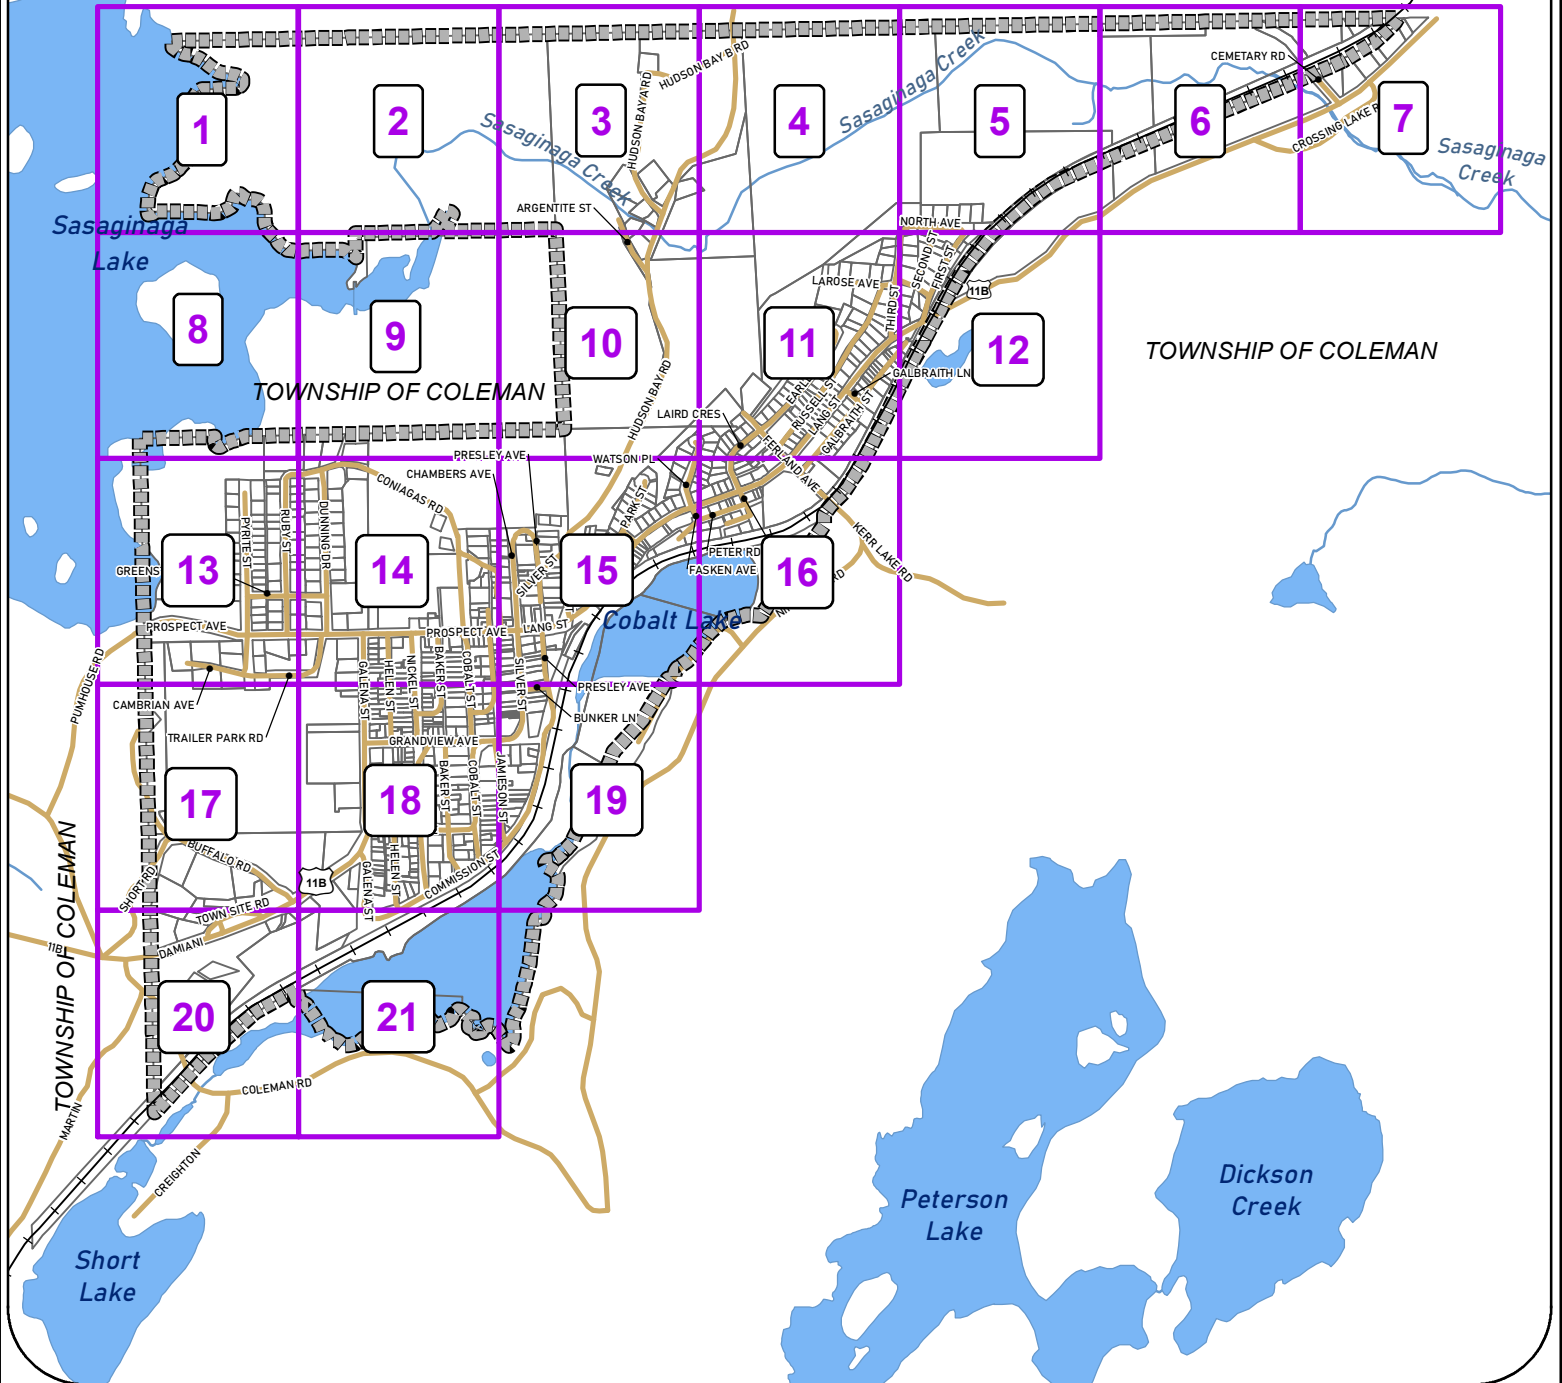 CEMETARY RD
HUDSON BAY B RD
HUDSON BAY A RD
Sasaginaga Creek
Sasaginaga Creek
1
2
3
4
5
6
7
Sasaginaga
Creek
ARGENTITE ST
NORTH AVE
SECOND ST
FIRST ST
Sasaginaga
Lake
LAROSE AVE
THIRD ST
11B
8
9
10
11
12
TOWNSHIP OF COLEMAN
TOWNSHIP OF COLEMAN
GALBRAITH LN
HUDSON BAY RD
RUSSELL ST
LANG ST
GALBRAITH ST
LAIRD CRES
FERLAND AVE
PRESLEY AVE
WATSON PL
CHAMBERS AVE
CONIAGAS RD
PARK ST
PYRITE ST
RUBY ST
DUNNING DR
KERR LAKE RD
PETER RD
FASKEN AVE
GREENS
13
14
15
16
SILVER ST
Cobalt Lake
PROSPECT AVE
PROSPECT AVE
LANG ST
PUMHOUSE RD
GALENA ST
HELEN ST
NICKEL ST
BAKER ST
COBALT ST
SILVER ST
PRESLEY AVE
CAMBRIAN AVE
BUNKER LN
TRAILER PARK RD
GRANDVIEW AVE
BAKER ST
COBALT ST
JAMIESON ST
17
18
19
TOWNSHIP OF COLEMAN
BUFFALO RD
SHORT RD
11B
GALENA ST
HELEN ST
COMMISSION ST
TOWN SITE RD
11B
DAMIANI
20
21
COLEMAN RD
MARTIN
CREIGHTON
Short
Lake
Peterson
Lake
Dickson
Creek